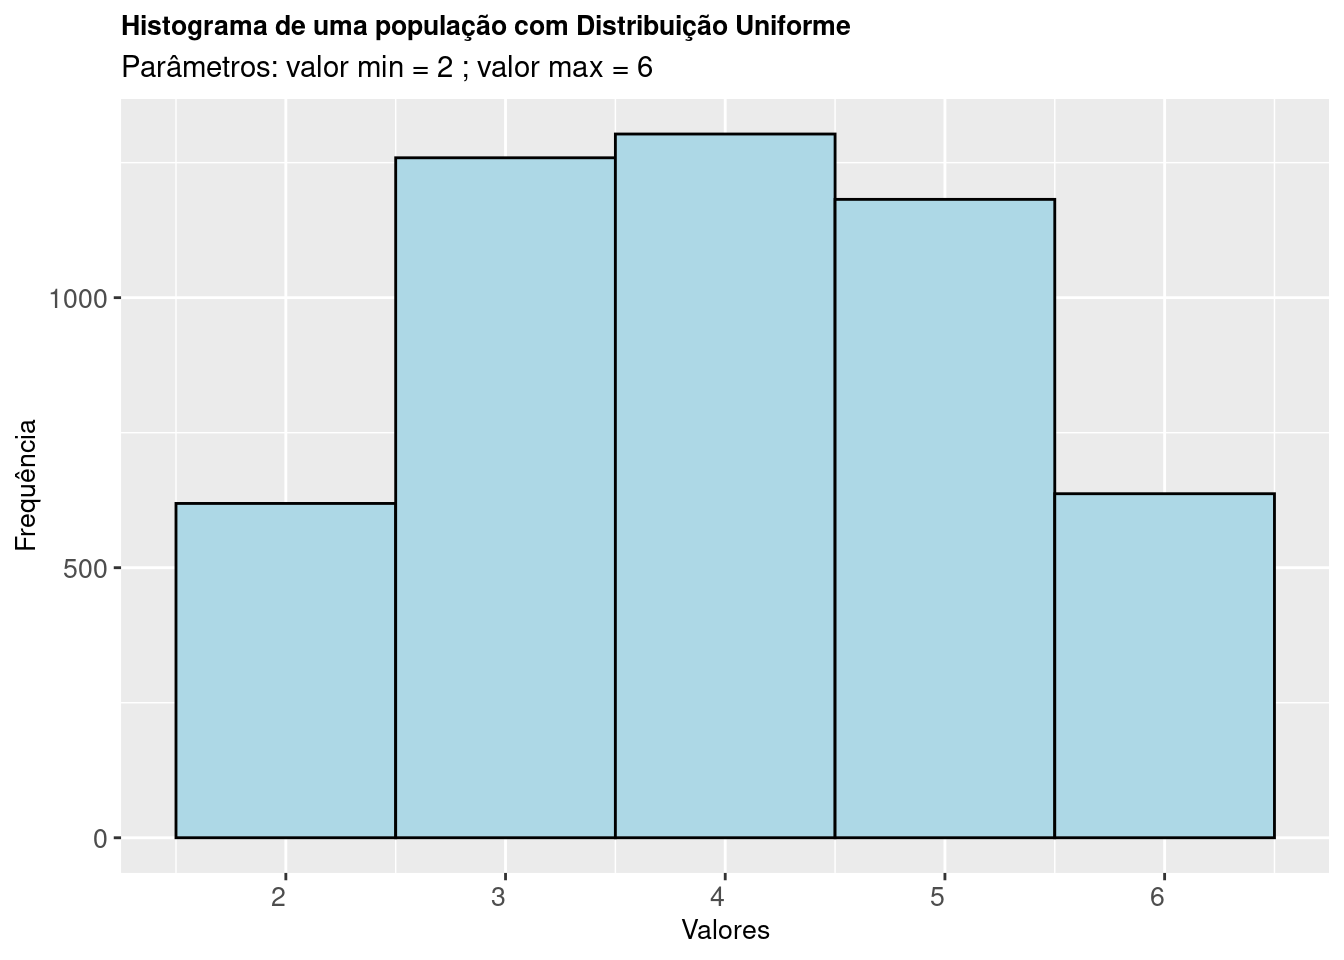 Histograma de uma população com Distribuição Uniforme
Parâmetros: valor min = 2 ; valor max = 6
Frequência
1000
500
0
2 3 4 5 6
Valores